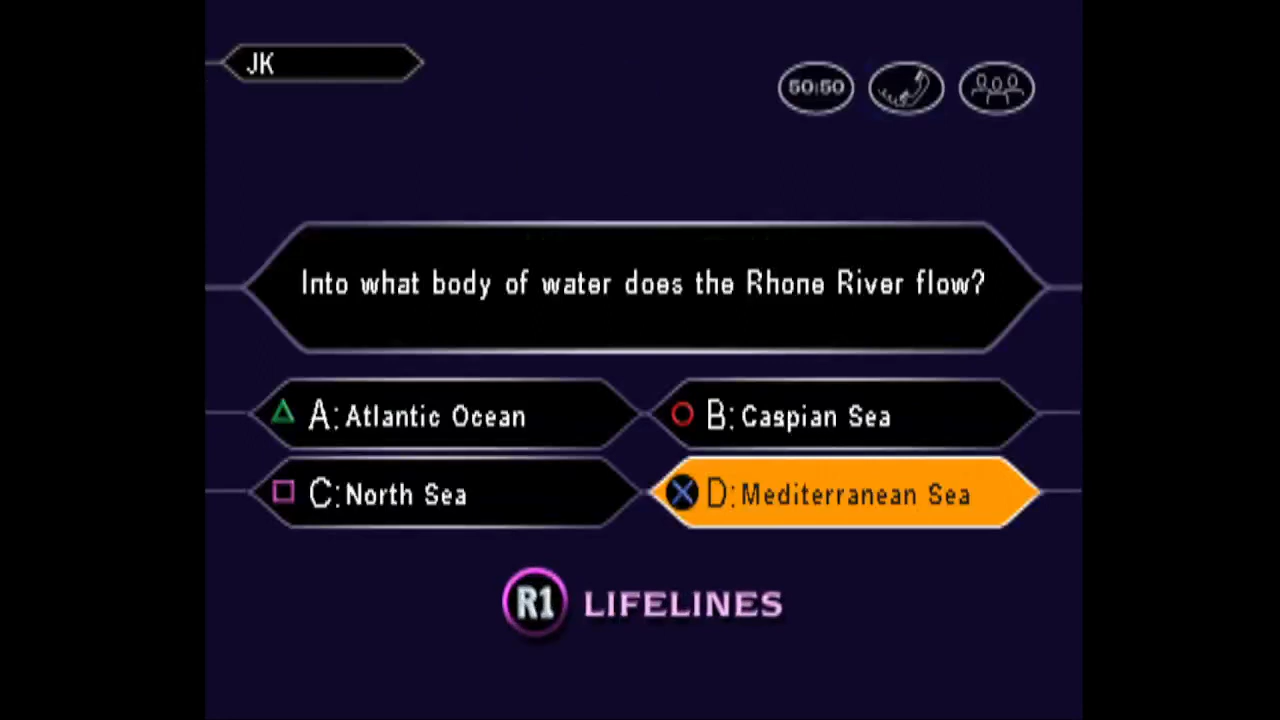 JK
50:50
Into what body of water does the Rhone River flow?
A: Atlantic Ocean
B: Caspian Sea
C: North Sea
D: Mediterranean Sea
R1 LIFELINES